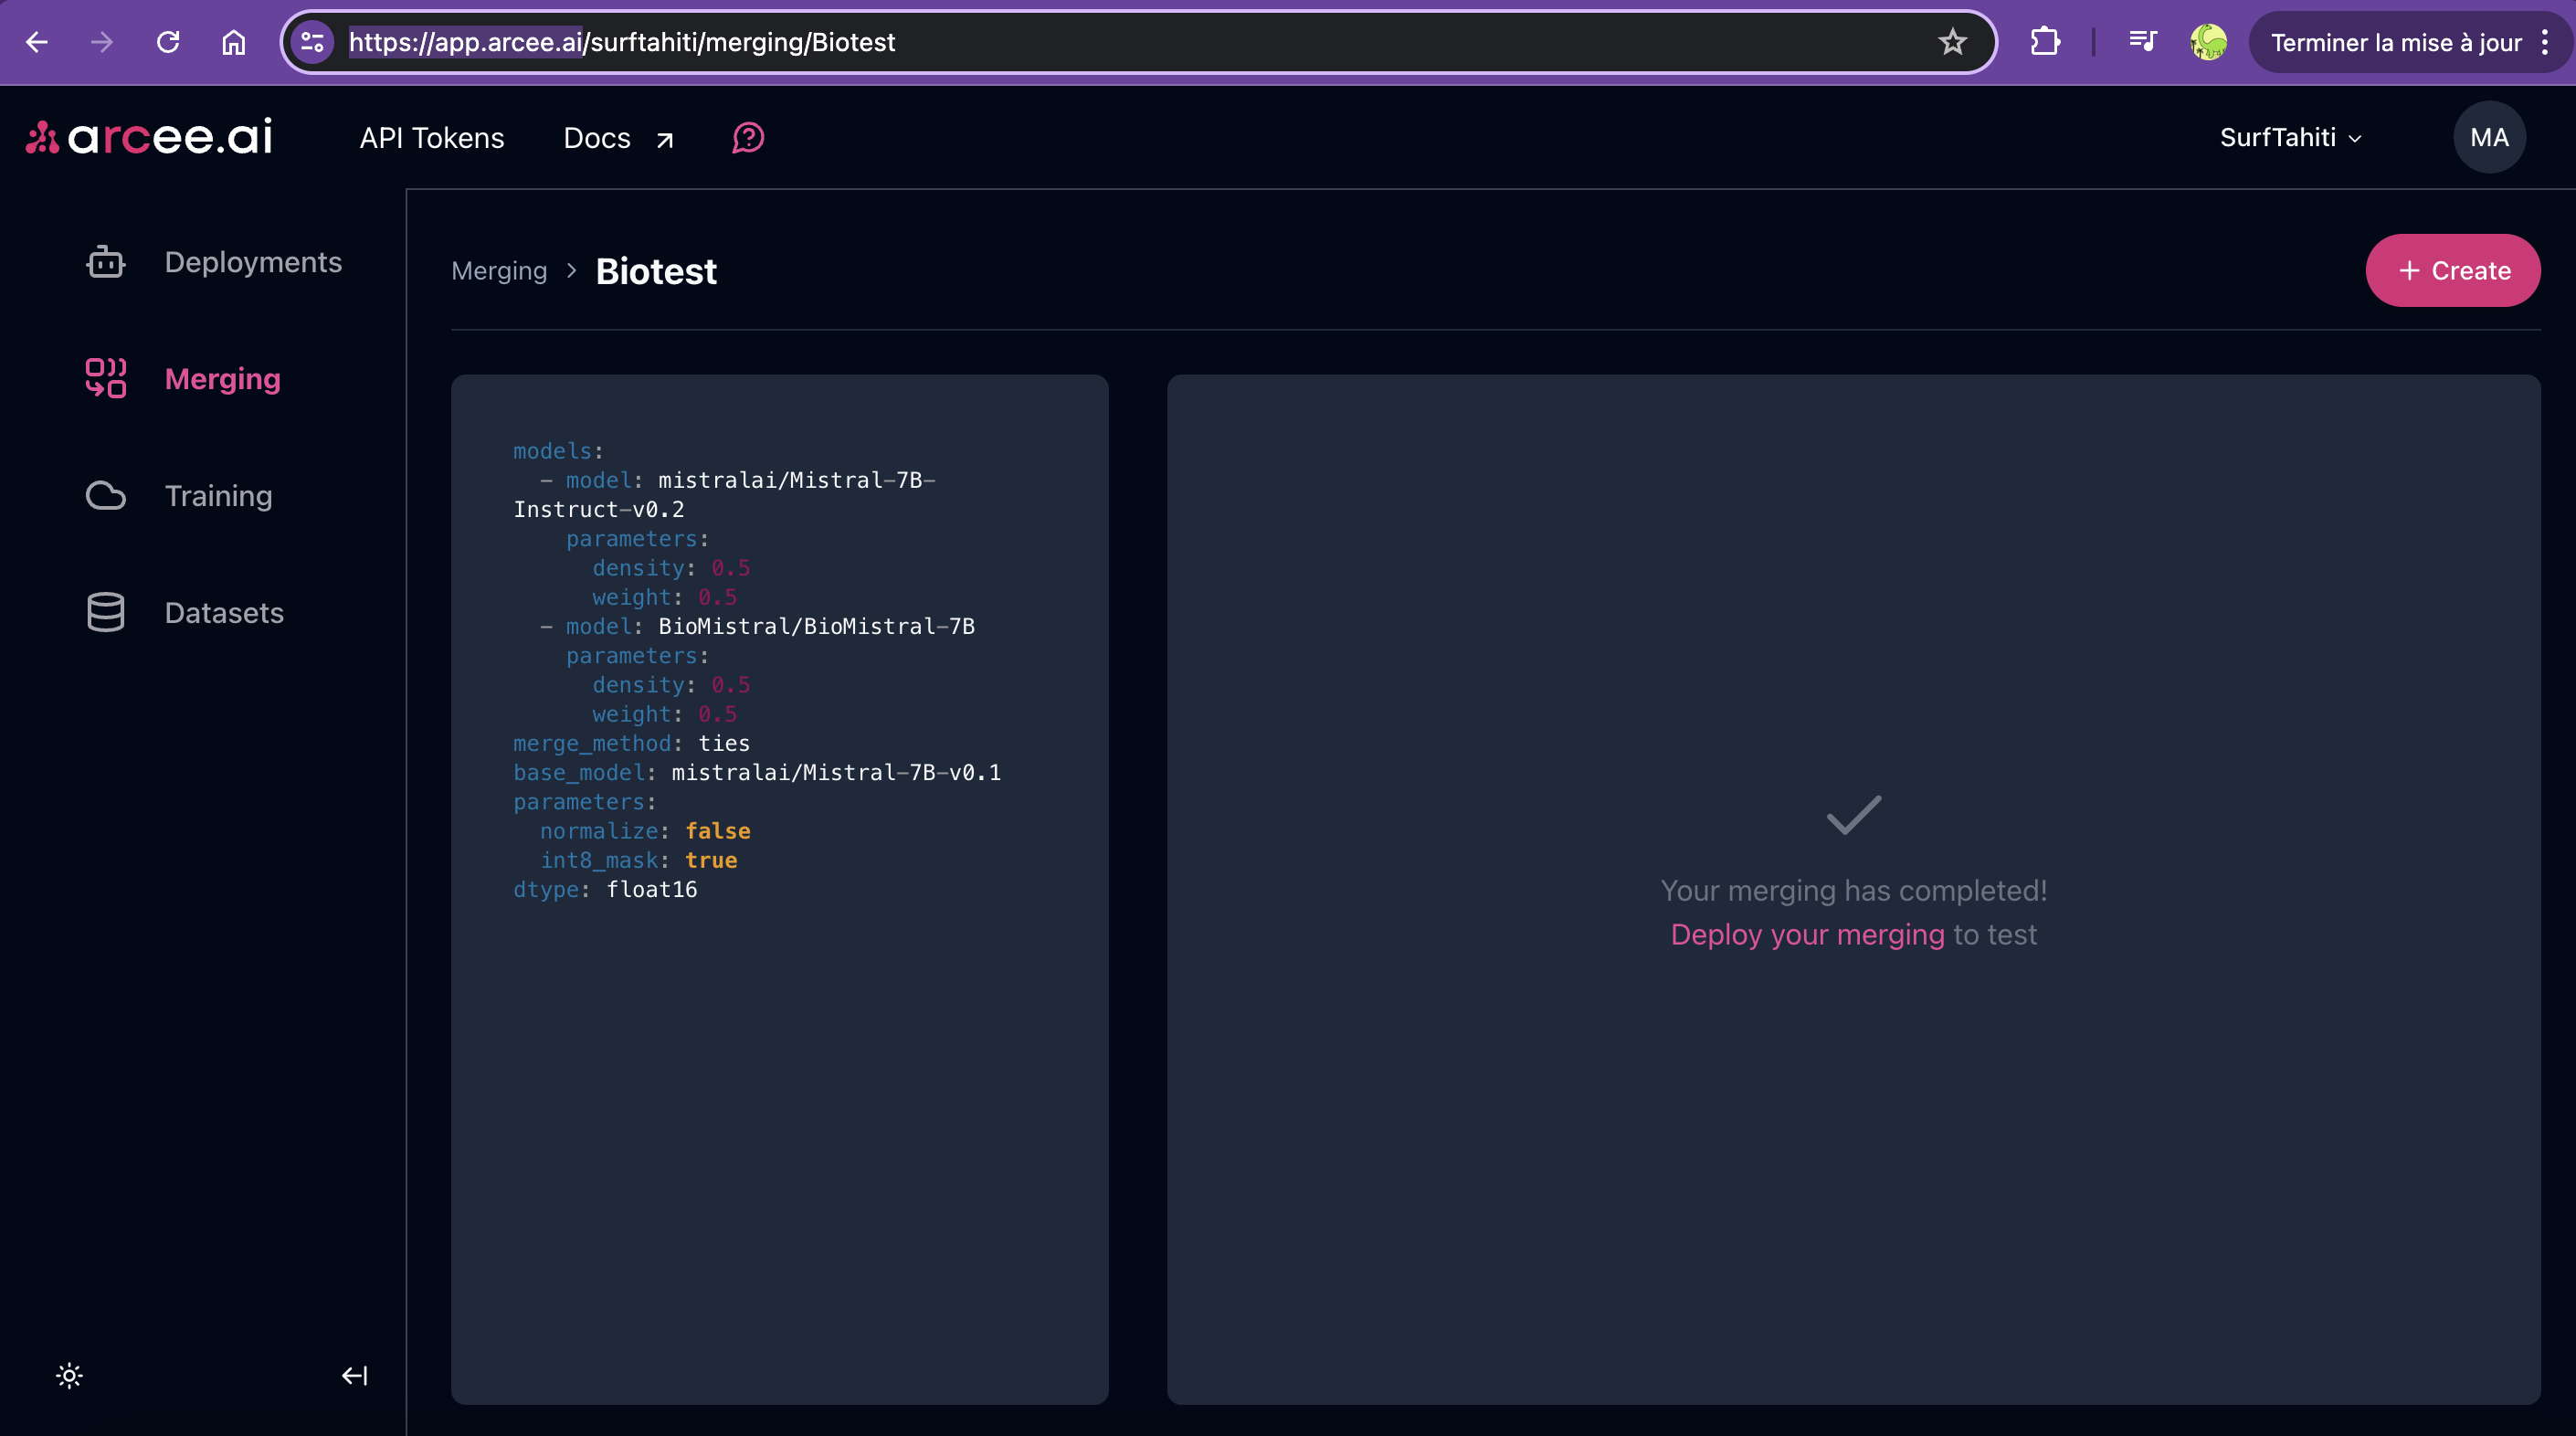 https://app.arcee.ai/surftahiti/merging/Biotest
Terminer la mise à jour
arcee.ai
API Tokens
Docs
SurfTahiti
MA
Deployments
Merging
Training
Datasets
Merging > Biotest
+ Create
models:
  - model: mistralai/Mistral-7B-
Instruct-v0.2
    parameters:
      density: 0.5
      weight: 0.5
  - model: BioMistral/BioMistral-7B
    parameters:
      density: 0.5
      weight: 0.5
merge_method: ties
base_model: mistralai/Mistral-7B-v0.1
parameters:
  normalize: false
  int8_mask: true
dtype: float16
Your merging has completed!
Deploy your merging to test